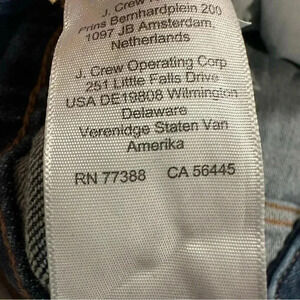 J. Crew
Prins Bernhardplein 200
1097 JB Amsterdam,
Netherlands
J. Crew Operating Corp
251 Little Falls Drive
USA DE19808 Wilmington
Delaware
Verenidge Staten Van
Amerika
RN 77388 CA 56445